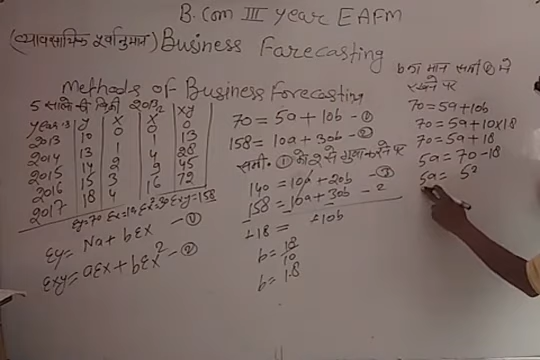 B.Com III year EAFM
(व्यावसायिक पूर्वानुमान) Business Farecasting
Methods of Business Forecasting
5 सालो की बिक्री 2013
year-3 y x x² xy
2013 10 0 0 0
2014 13 1 1 13
2015 14 2 4 28
2016 15 3 9 45
2017 18 4 16 72
Σy=70 Σx=10 Σx²=30 Σxy=158
Σy = Na + bΣx - ①
Σxy = aΣx + bΣx² - ②
70 = 5a + 10b - ①
158 = 10a + 30b - ②
समी. ① को 2 से गुणा करने पर
140 = 10a + 20b - ③
158 = 10a + 30b - 2
- - -
+18 = +10b
b = 18/10
b = 1.8
b का मान समी ① मे
रखने पर
70 = 5a + 10b
70 = 5a + 10×1.8
70 = 5a + 18
5a = 70 - 18
5a = 52